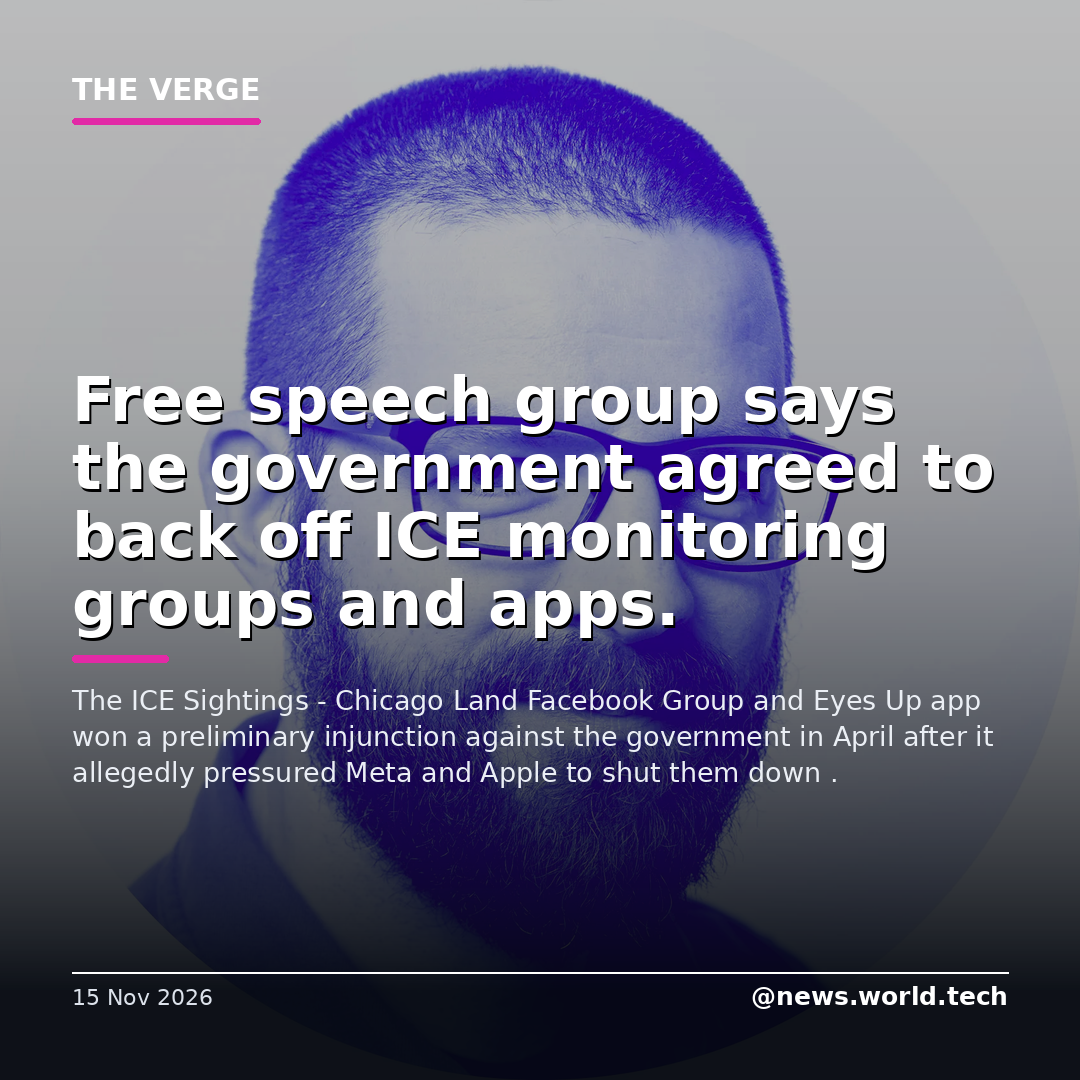 THE VERGE
Free speech group says
the government agreed to
back off ICE monitoring
groups and apps.
The ICE Sightings - Chicago Land Facebook Group and Eyes Up app
won a preliminary injunction against the government in April after it
allegedly pressured Meta and Apple to shut them down .
15 Nov 2026
@news.world.tech